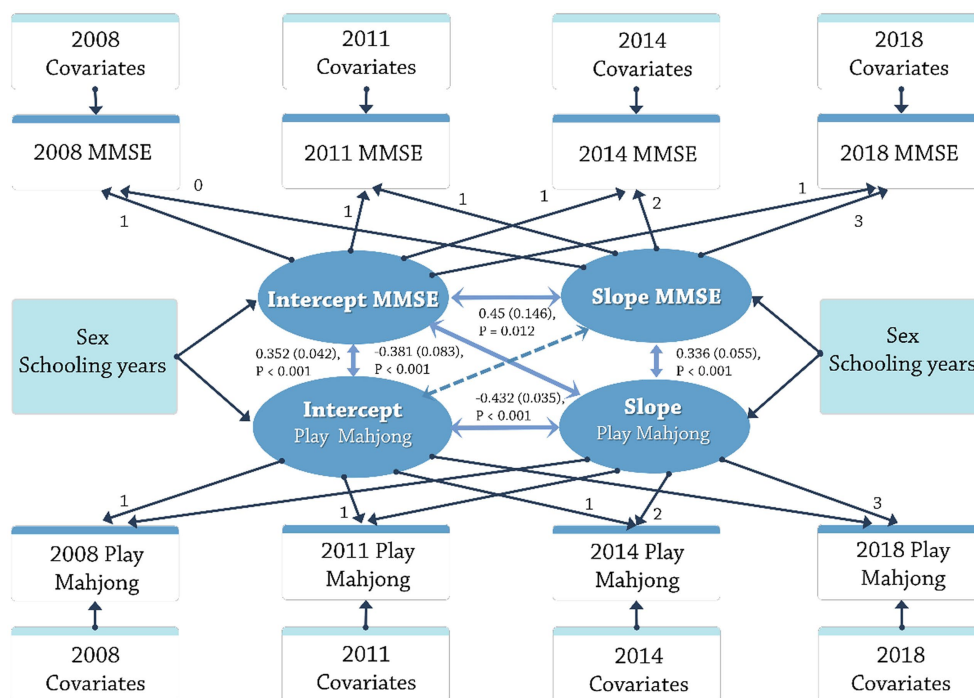 2008
Covariates
2011
Covariates
2014
Covariates
2018
Covariates
2008 MMSE
2011 MMSE
2014 MMSE
2018 MMSE
0
1
1
1
1
2
1
3
Intercept MMSE
Slope MMSE
0.45 (0.146),
P = 0.012
Sex
Schooling years
Sex
Schooling years
0.352 (0.042),
P < 0.001
-0.381 (0.083),
P < 0.001
0.336 (0.055),
P < 0.001
-0.432 (0.035),
P < 0.001
Intercept
Play Mahjong
Slope
Play Mahjong
1
1
1
2
3
2008 Play
Mahjong
2011 Play
Mahjong
2014 Play
Mahjong
2018 Play
Mahjong
2008
Covariates
2011
Covariates
2014
Covariates
2018
Covariates